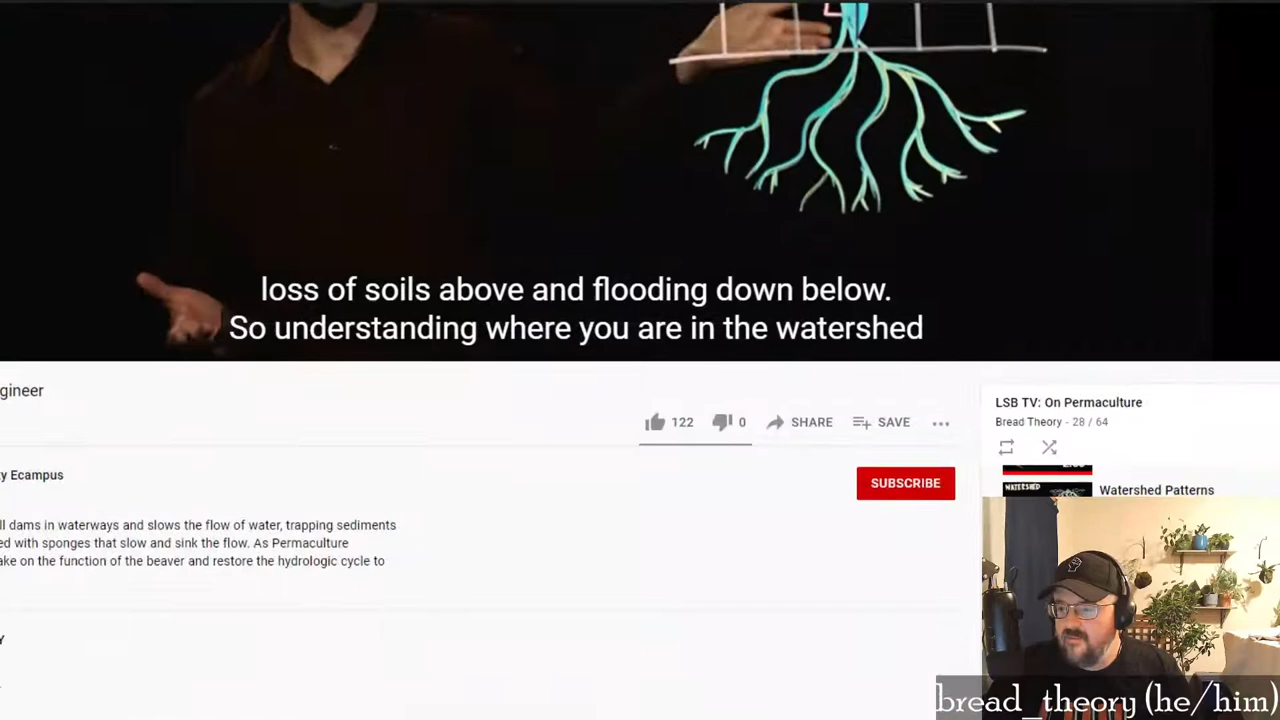 loss of soils above and flooding down below.
So understanding where you are in the watershed
gineer
122
0
SHARE
SAVE
LSB TV: On Permaculture
Bread Theory - 28 / 64
y Ecampus
SUBSCRIBE
WATERSHED
Watershed Patterns
ll dams in waterways and slows the flow of water, trapping sediments
ed with sponges that slow and sink the flow. As Permaculture
ake on the function of the beaver and restore the hydrologic cycle to
Y
bread_theory (he/him)